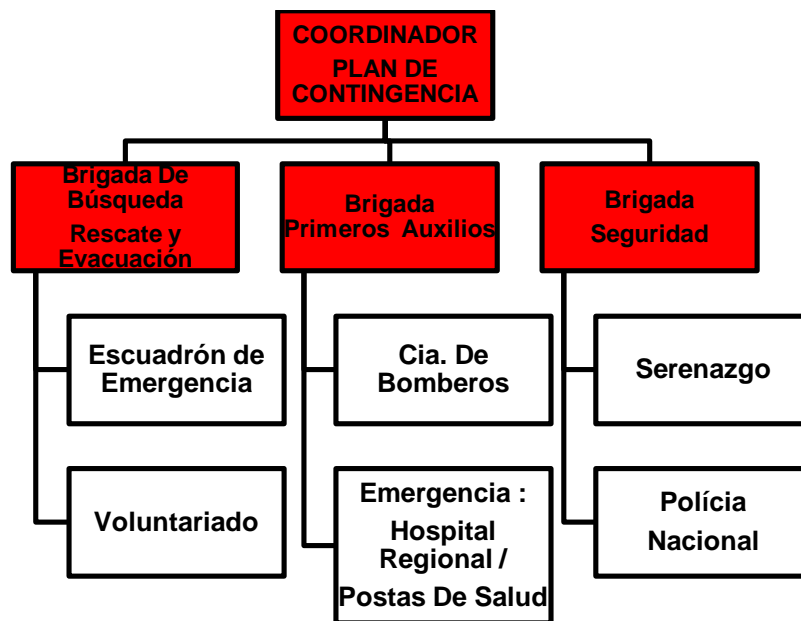 COORDINADOR
PLAN DE
CONTINGENCIA
Brigada De
Búsqueda
Rescate y
Evacuación
Brigada
Primeros Auxilios
Brigada
Seguridad
Escuadrón de
Emergencia
Cia. De
Bomberos
Serenazgo
Voluntariado
Emergencia :
Hospital
Regional /
Postas De Salud
Polícia
Nacional